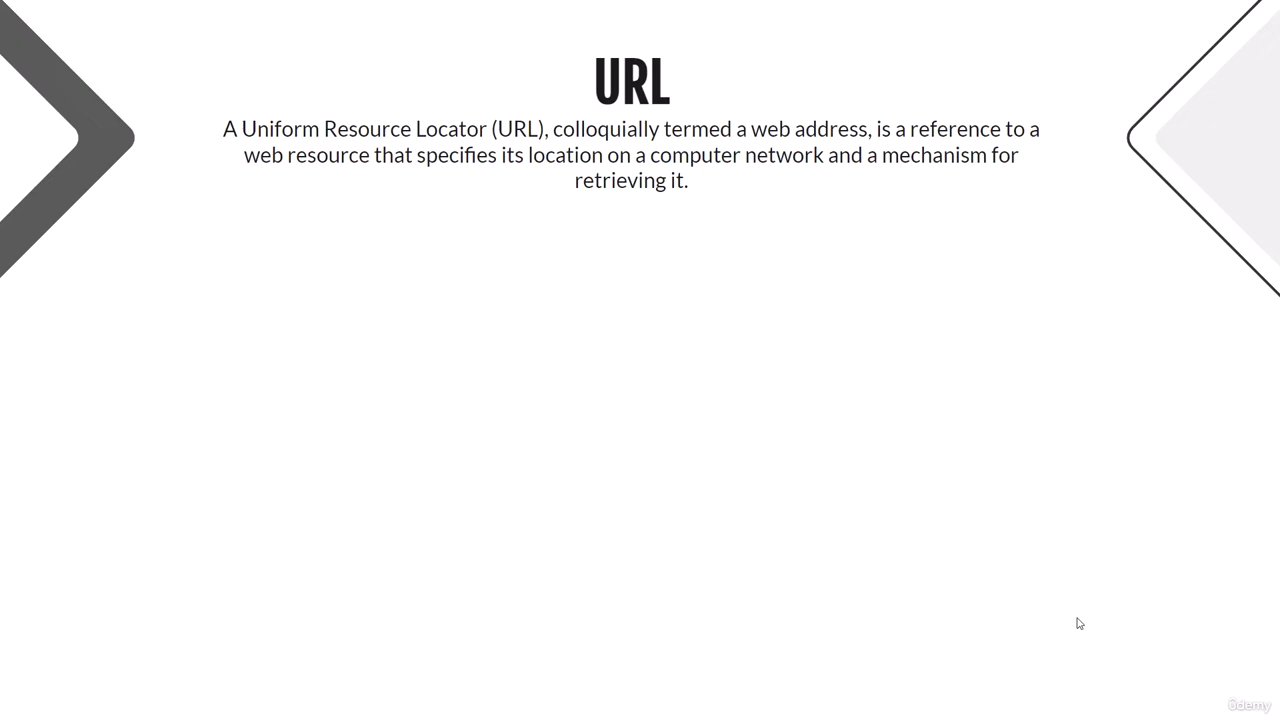 URL
A Uniform Resource Locator (URL), colloquially termed a web address, is a reference to a
web resource that specifies its location on a computer network and a mechanism for
retrieving it.
ûdemy